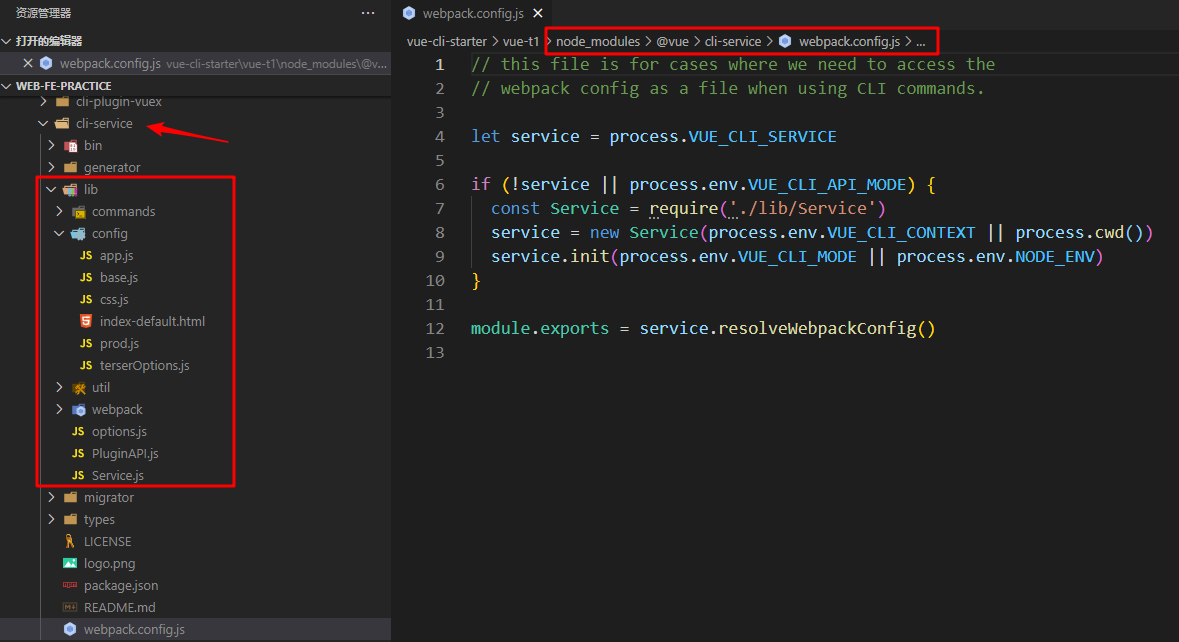 资源管理器
···
打开的编辑器
webpack.config.js vue-cli-starter\vue-t1\node_modules\@v...
WEB-FE-PRACTICE
cli-plugin-vuex
cli-service
bin
generator
lib
commands
config
JS app.js
JS base.js
JS css.js
index-default.html
JS prod.js
JS terserOptions.js
util
webpack
JS options.js
JS PluginAPI.js
JS Service.js
migrator
types
LICENSE
logo.png
package.json
README.md
webpack.config.js
webpack.config.js
vue-cli-starter > vue-t1 > node_modules > @vue > cli-service > webpack.config.js > ...
1 // this file is for cases where we need to access the
2 // webpack config as a file when using CLI commands.
3
4 let service = process.VUE_CLI_SERVICE
5
6 if (!service || process.env.VUE_CLI_API_MODE) {
7 const Service = require('./lib/Service')
8 service = new Service(process.env.VUE_CLI_CONTEXT || process.cwd())
9 service.init(process.env.VUE_CLI_MODE || process.env.NODE_ENV)
10 }
11
12 module.exports = service.resolveWebpackConfig()
13